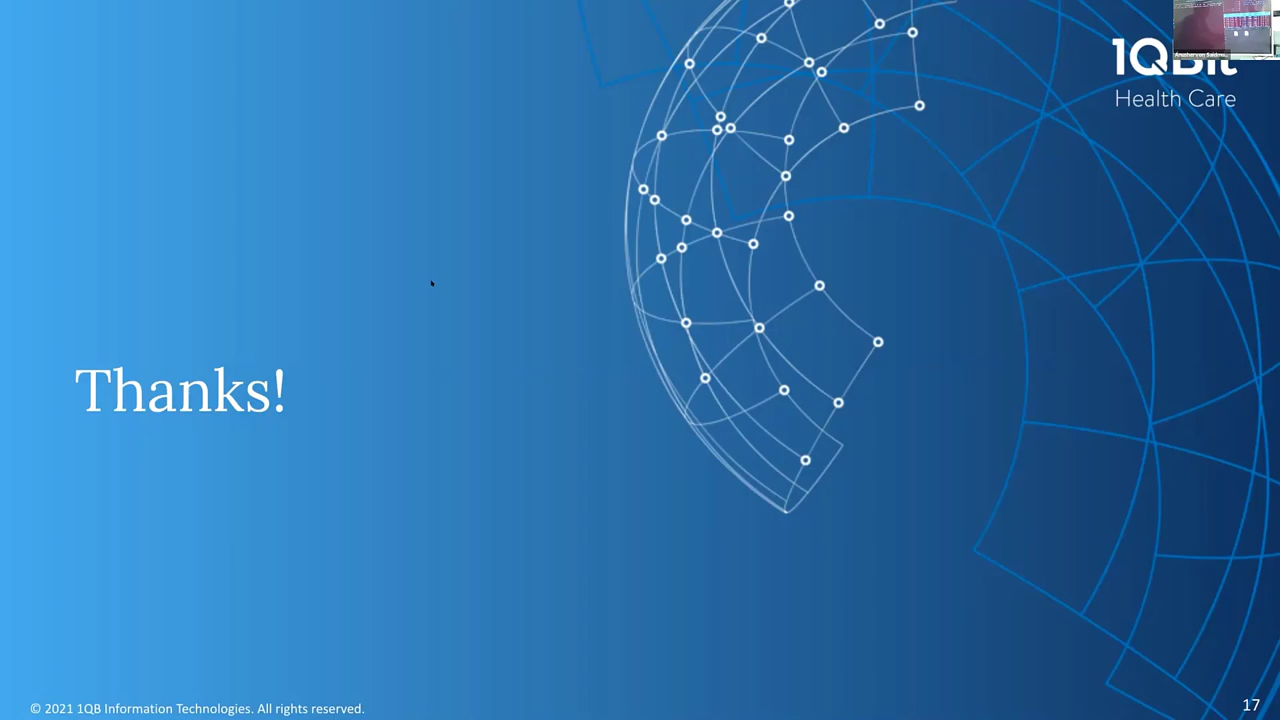 1QBit
Health Care
Thanks!
© 2021 1QB Information Technologies. All rights reserved.
17